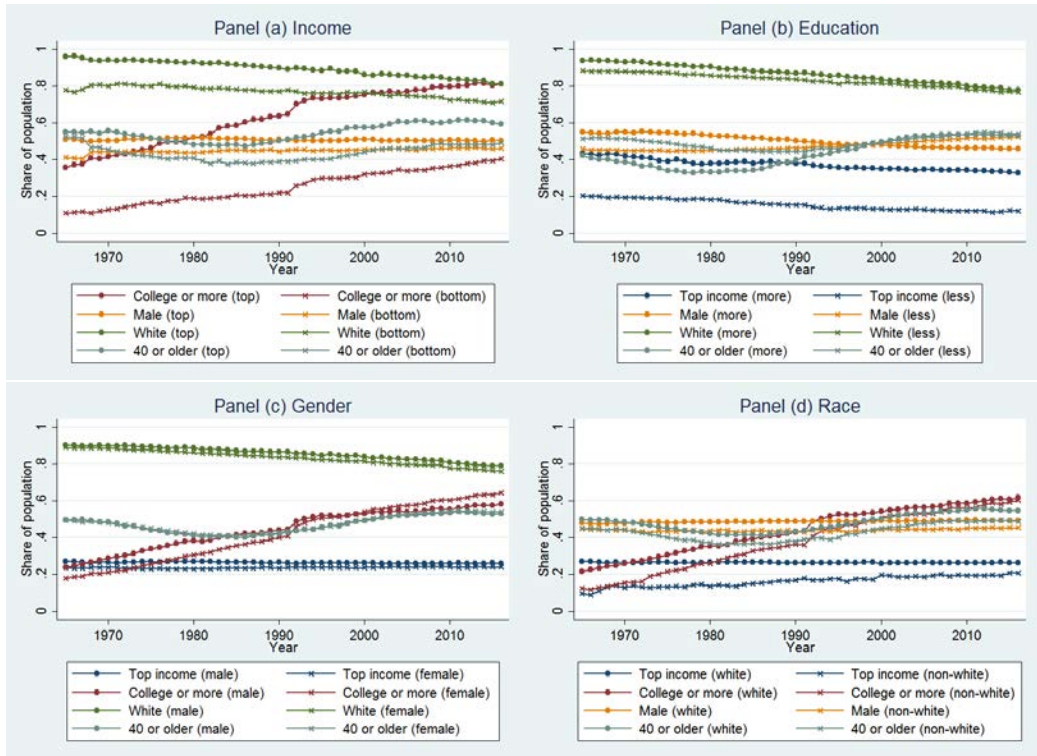 Panel (a) Income
Share of population
0 .2 .4 .6 .8 1
1970 1980 1990 2000 2010
Year
College or more (top) College or more (bottom)
Male (top) Male (bottom)
White (top) White (bottom)
40 or older (top) 40 or older (bottom)
Panel (b) Education
Share of population
0 .2 .4 .6 .8 1
1970 1980 1990 2000 2010
Year
Top income (more) Top income (less)
Male (more) Male (less)
White (more) White (less)
40 or older (more) 40 or older (less)
Panel (c) Gender
Share of population
0 .2 .4 .6 .8 1
1970 1980 1990 2000 2010
Year
Top income (male) Top income (female)
College or more (male) College or more (female)
White (male) White (female)
40 or older (male) 40 or older (female)
Panel (d) Race
Share of population
0 .2 .4 .6 .8 1
1970 1980 1990 2000 2010
Year
Top income (white) Top income (non-white)
College or more (white) College or more (non-white)
Male (white) Male (non-white)
40 or older (white) 40 or older (non-white)